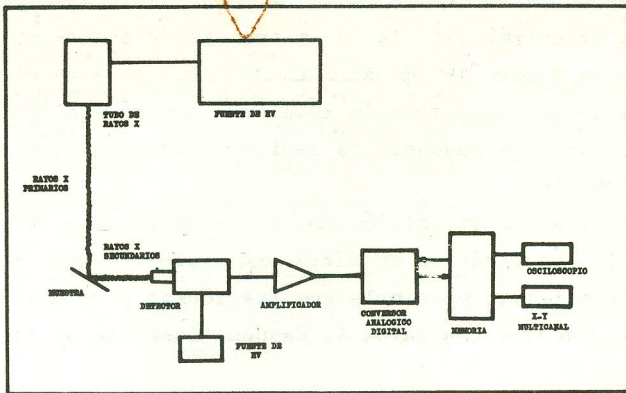 TUBO DE
RAYOS X
FUENTE DE HV
RAYOS X
PRIMARIOS
RAYOS X
SECUNDARIOS
MUESTRA
DETECTOR
FUENTE DE
HV
AMPLIFICADOR
CONVERSOR
ANALOGICO
DIGITAL
MEMORIA
OSCILOSCOPIO
X-Y
MULTICANAL